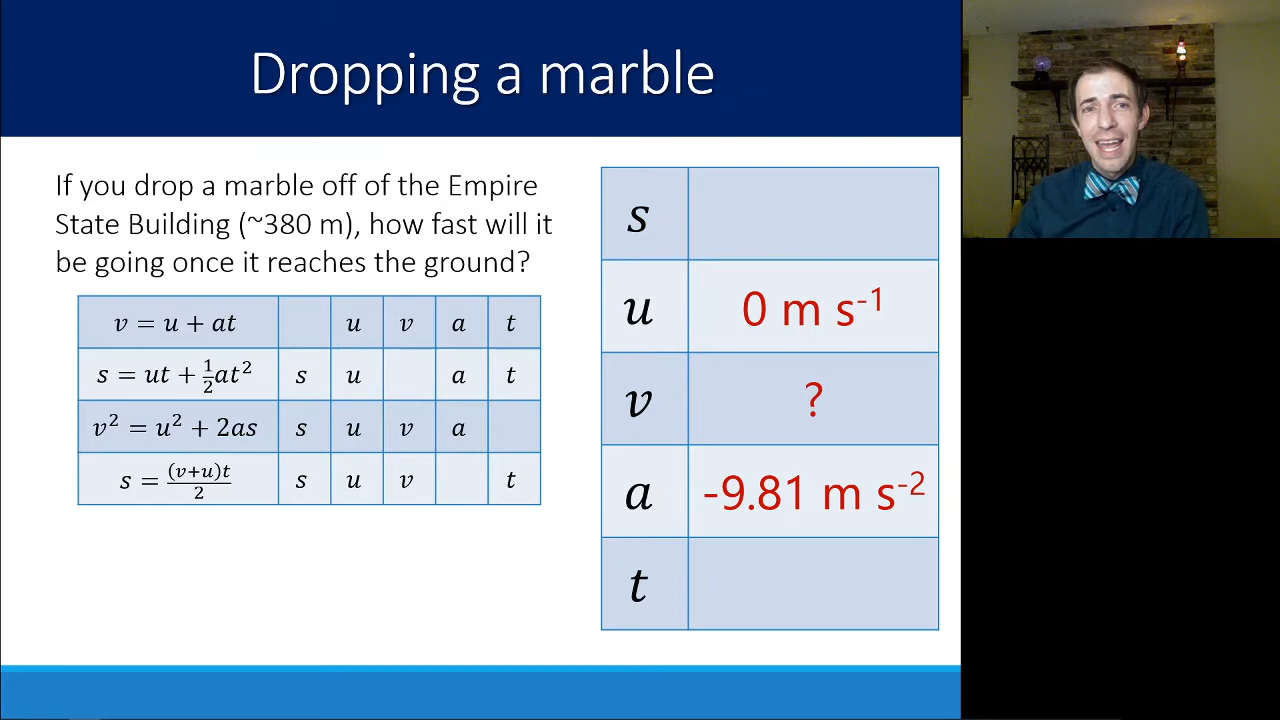 Dropping a marble
If you drop a marble off of the Empire
State Building (~380 m), how fast will it
be going once it reaches the ground?
v = u + at u v a t
s = ut + ½at² s u a t
v² = u² + 2as s u v a
s = (v+u)t/2 s u v t
s
u 0 m s⁻¹
v ?
a -9.81 m s⁻²
t